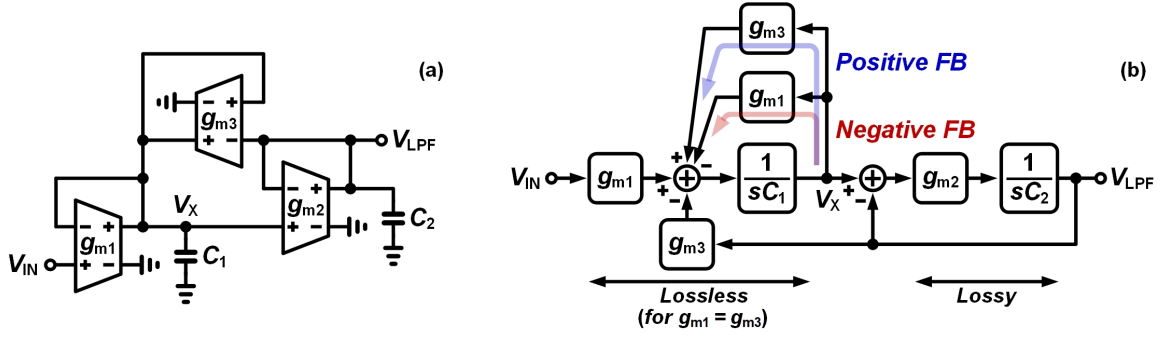 (a)
gm3
− +
+ −
VLPF
gm2
− +
+ −
C2
VX
gm1
− +
+ −
C1
VIN
(b)
gm3
Positive FB
gm1
Negative FB
VIN
gm1
+ −
+ + −
1
sC1
VX
+ + −
gm2
1
sC2
VLPF
gm3
Lossless
(for gm1 = gm3)
Lossy